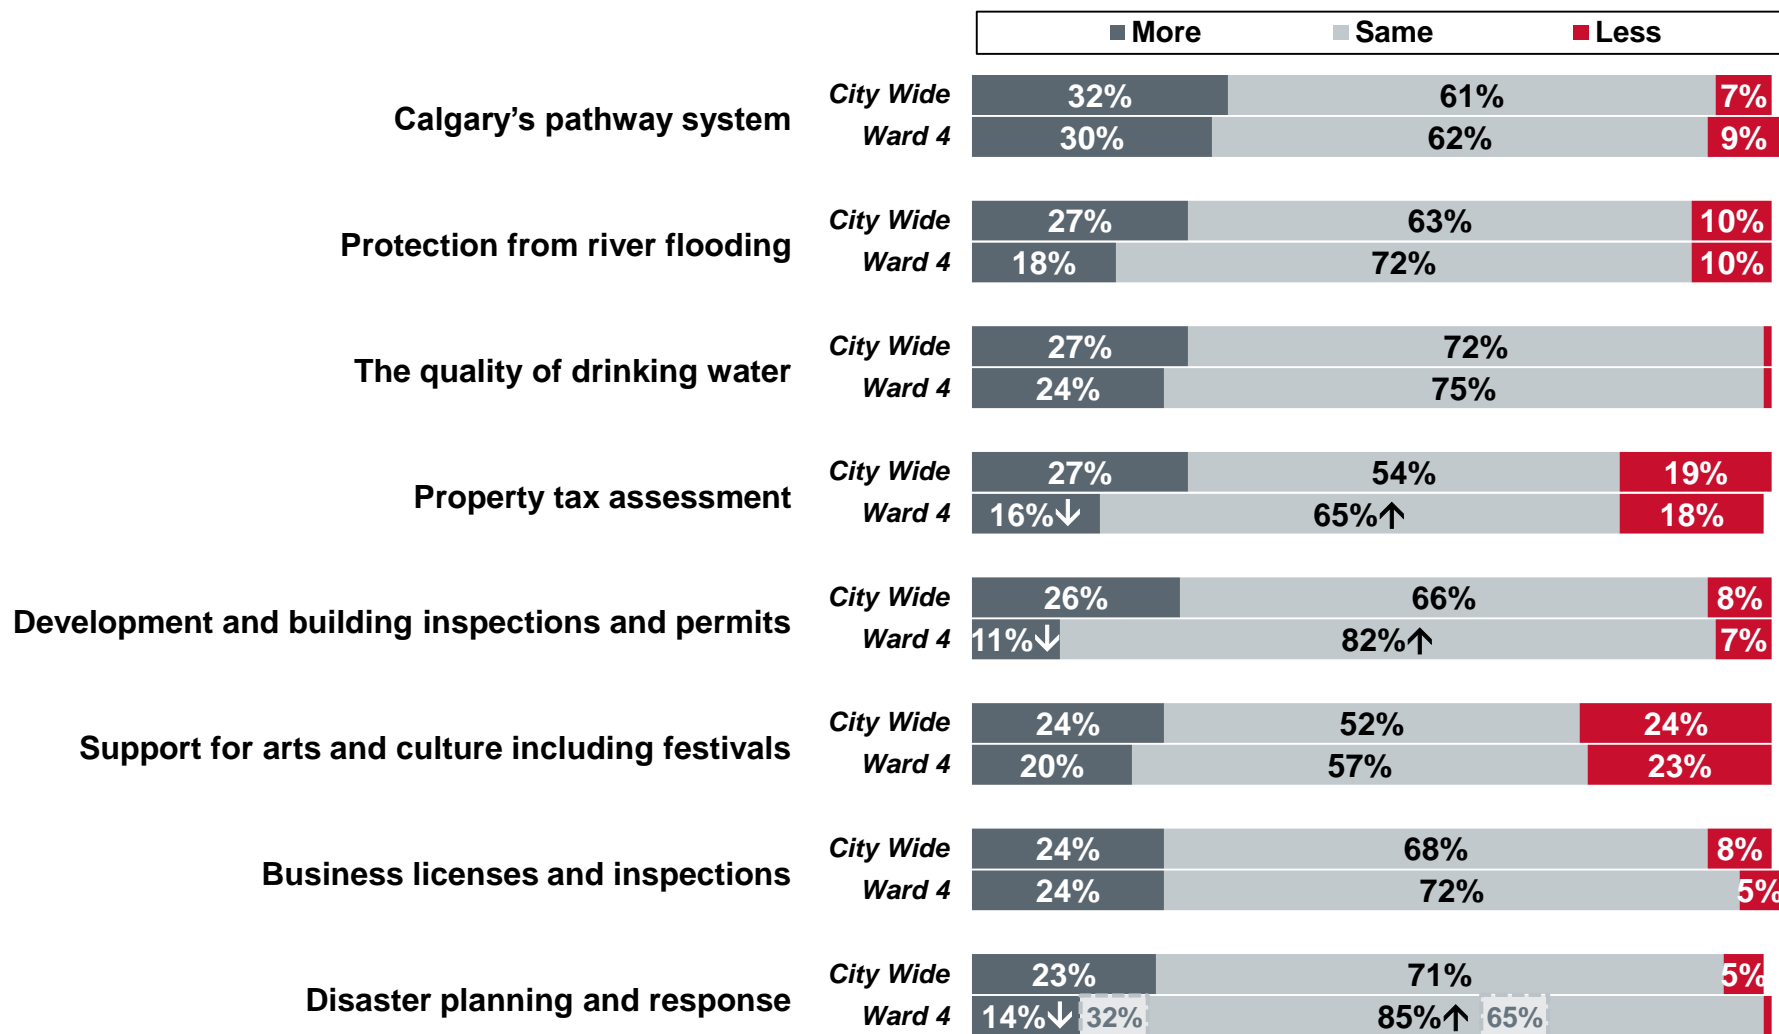 More Same Less
Calgary's pathway system
City Wide 32% 61% 7%
Ward 4 30% 62% 9%
Protection from river flooding
City Wide 27% 63% 10%
Ward 4 18% 72% 10%
The quality of drinking water
City Wide 27% 72%
Ward 4 24% 75%
Property tax assessment
City Wide 27% 54% 19%
Ward 4 16%↓ 65%↑ 18%
Development and building inspections and permits
City Wide 26% 66% 8%
Ward 4 11%↓ 82%↑ 7%
Support for arts and culture including festivals
City Wide 24% 52% 24%
Ward 4 20% 57% 23%
Business licenses and inspections
City Wide 24% 68% 8%
Ward 4 24% 72% 5%
Disaster planning and response
City Wide 23% 71% 5%
Ward 4 14%↓ 32% 85%↑ 65%